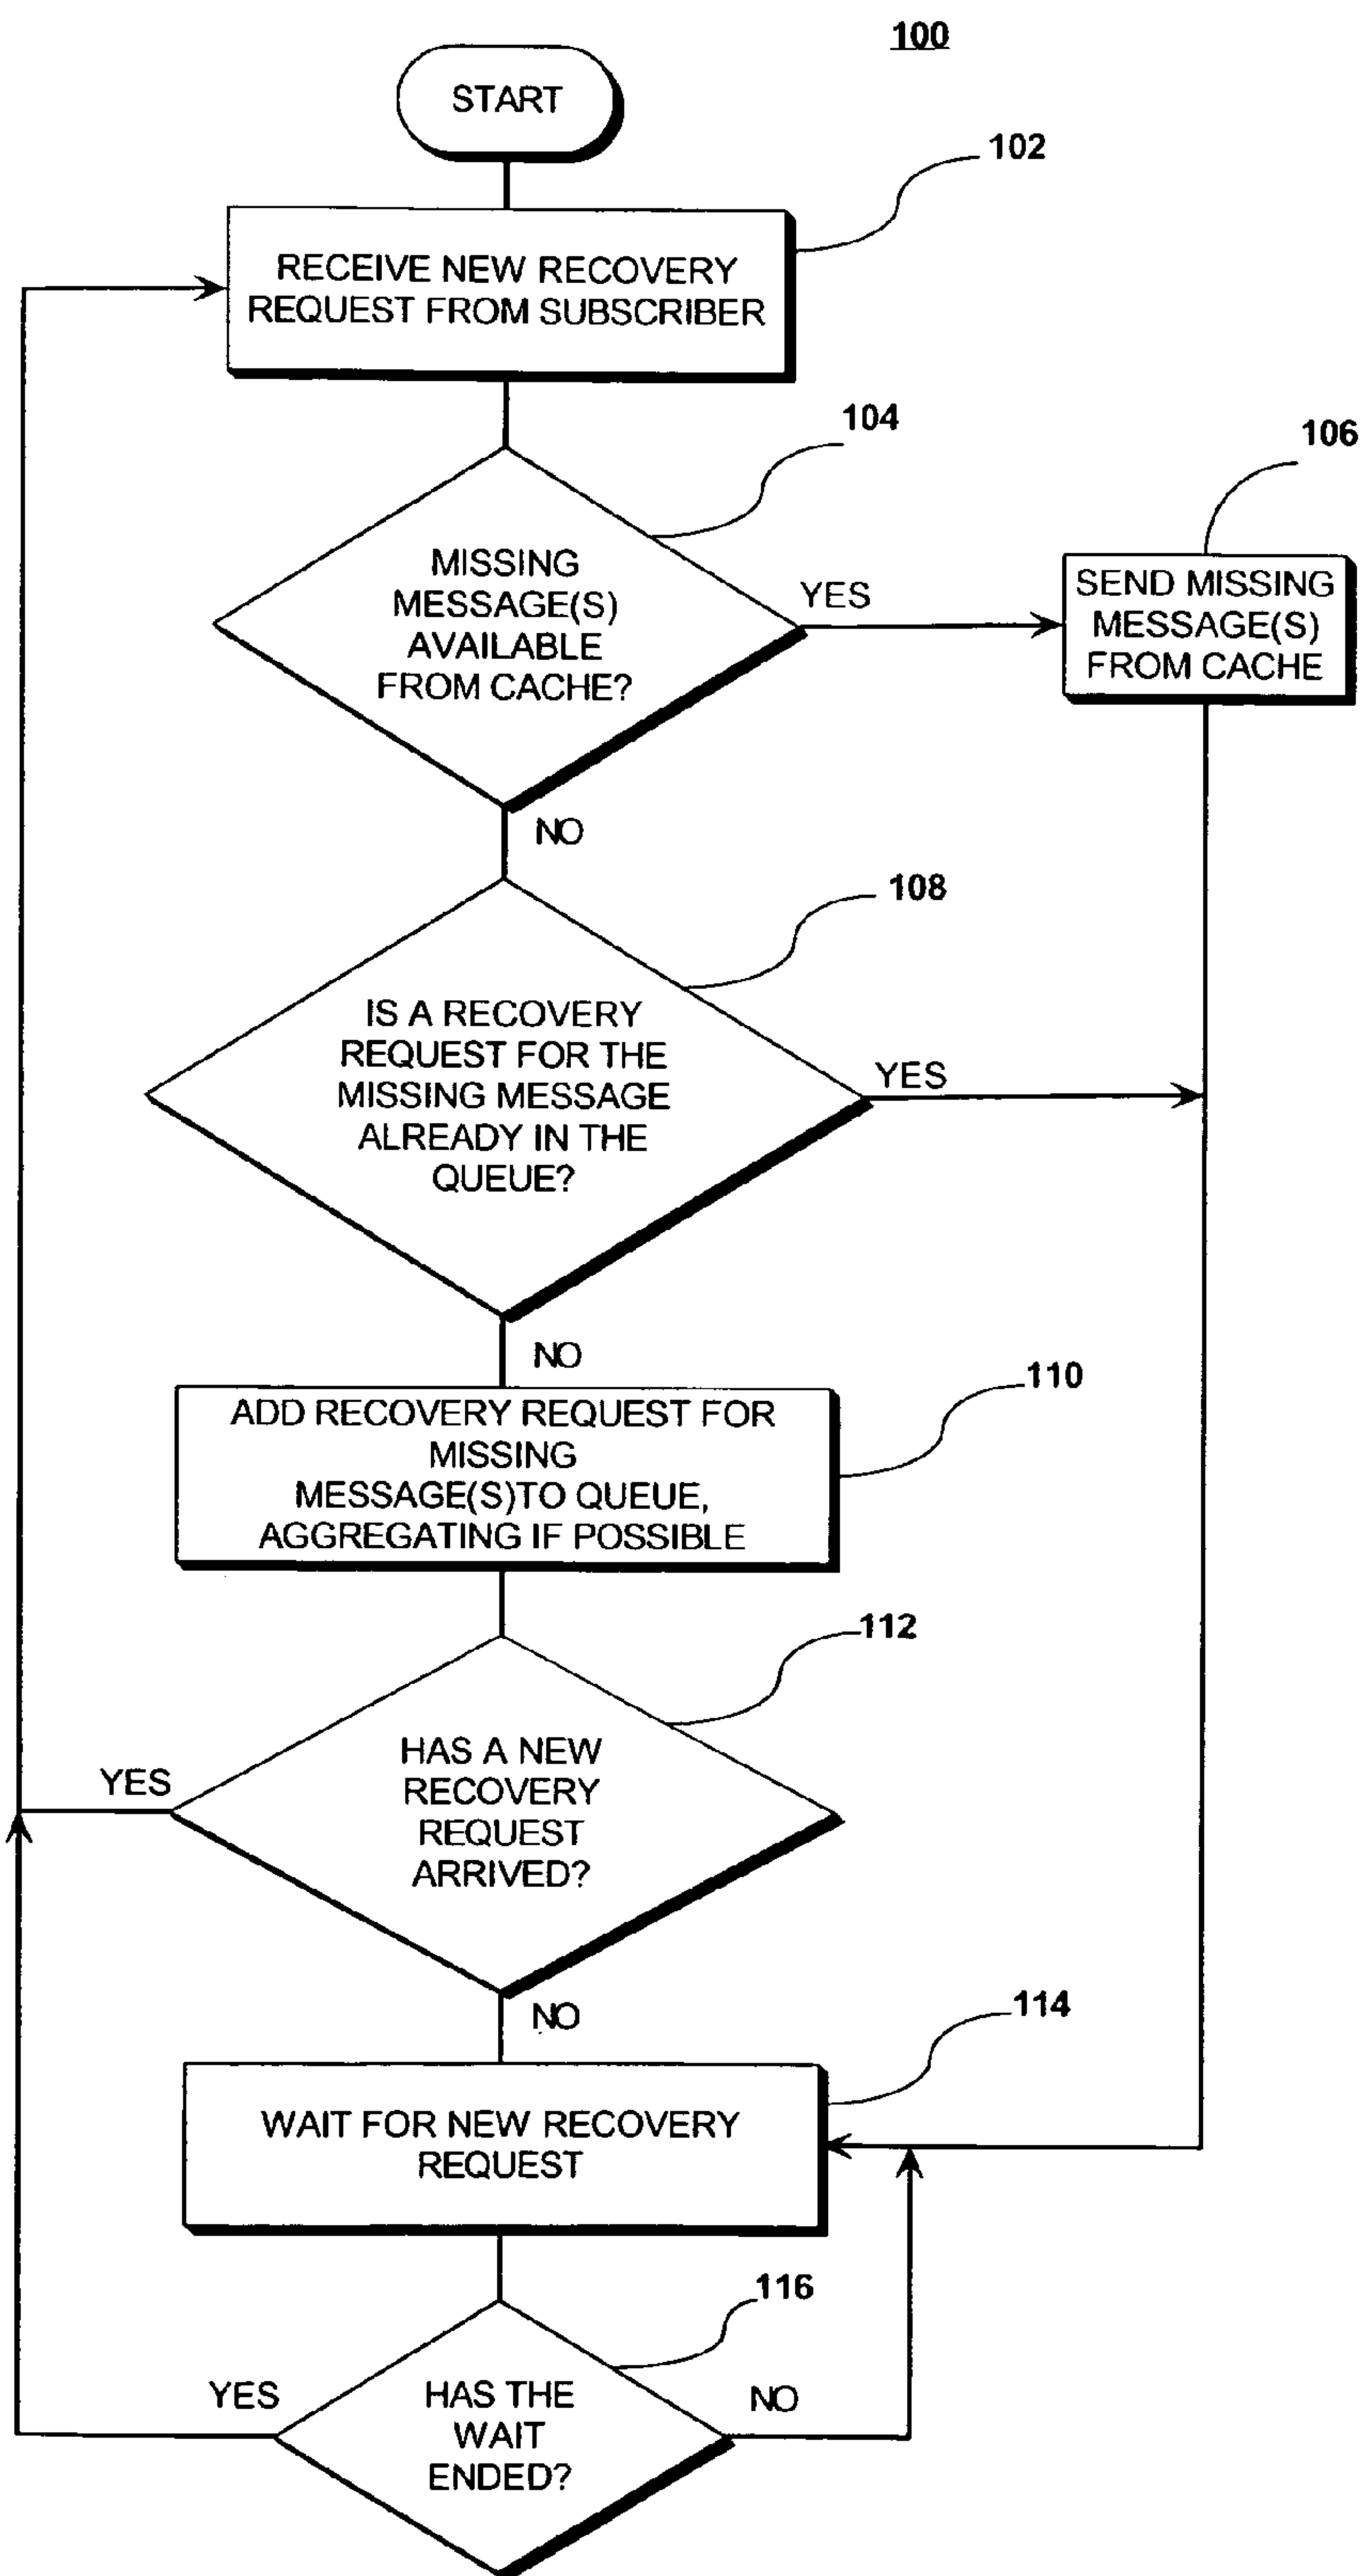 100
START
102
RECEIVE NEW RECOVERY
REQUEST FROM SUBSCRIBER
104
106
MISSING
MESSAGE(S)
AVAILABLE
FROM CACHE?
YES
SEND MISSING
MESSAGE(S)
FROM CACHE
NO
108
IS A RECOVERY
REQUEST FOR THE
MISSING MESSAGE
ALREADY IN THE
QUEUE?
YES
NO
110
ADD RECOVERY REQUEST FOR
MISSING
MESSAGE(S)TO QUEUE,
AGGREGATING IF POSSIBLE
112
HAS A NEW
RECOVERY
REQUEST
ARRIVED?
YES
NO
114
WAIT FOR NEW RECOVERY
REQUEST
116
YES
HAS THE
WAIT
ENDED?
NO